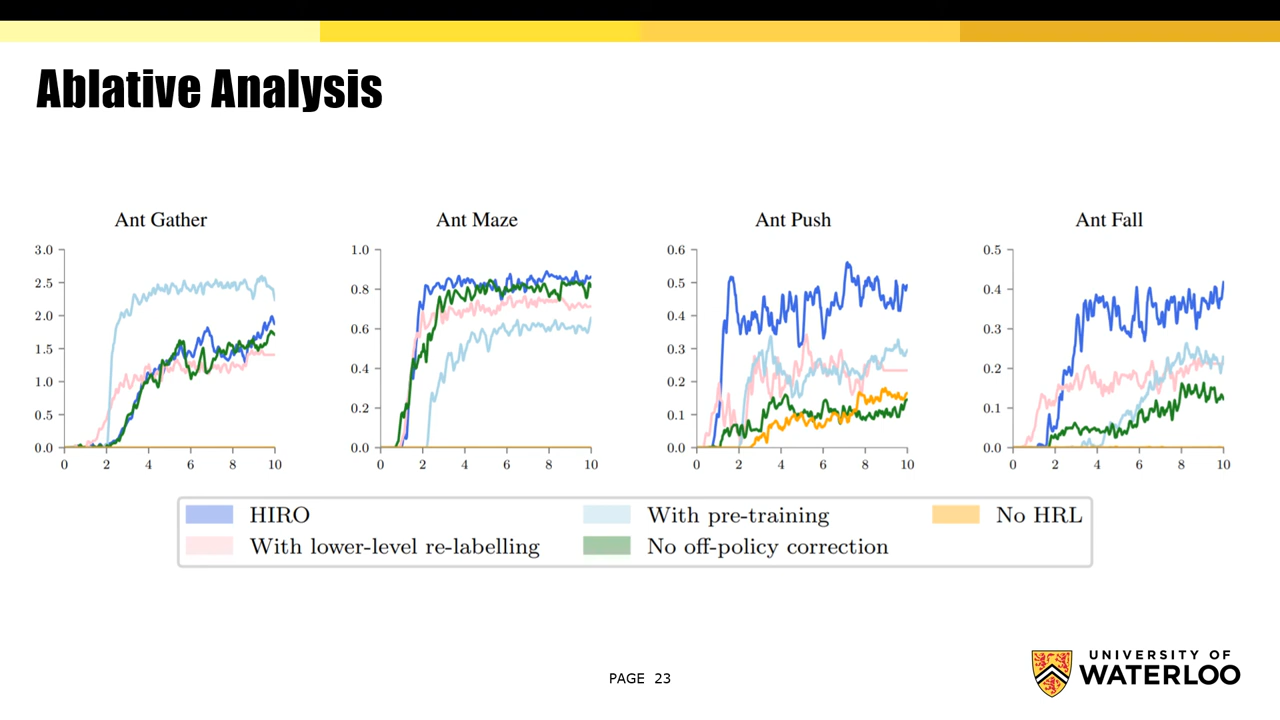 Ablative Analysis
Ant Gather
Ant Maze
Ant Push
Ant Fall
3.0
2.5
2.0
1.5
1.0
0.5
0.0
0 2 4 6 8 10
1.0
0.8
0.6
0.4
0.2
0.0
0 2 4 6 8 10
0.6
0.5
0.4
0.3
0.2
0.1
0.0
0 2 4 6 8 10
0.5
0.4
0.3
0.2
0.1
0.0
0 2 4 6 8 10
HIRO
With pre-training
No HRL
With lower-level re-labelling
No off-policy correction
PAGE 23
UNIVERSITY OF
WATERLOO